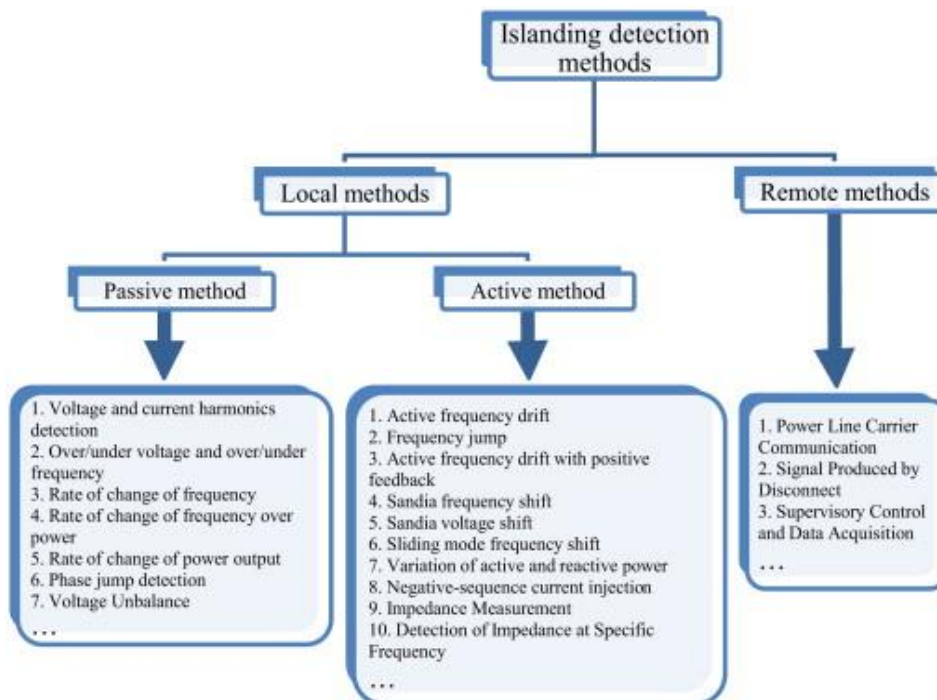 Islanding detection
methods
Local methods
Remote methods
Passive method
Active method
1. Voltage and current harmonics
detection
2. Over/under voltage and over/under
frequency
3. Rate of change of frequency
4. Rate of change of frequency over
power
5. Rate of change of power output
6. Phase jump detection
7. Voltage Unbalance
...
1. Active frequency drift
2. Frequency jump
3. Active frequency drift with positive
feedback
4. Sandia frequency shift
5. Sandia voltage shift
6. Sliding mode frequency shift
7. Variation of active and reactive power
8. Negative-sequence current injection
9. Impedance Measurement
10. Detection of Impedance at Specific
Frequency
...
1. Power Line Carrier
Communication
2. Signal Produced by
Disconnect
3. Supervisory Control
and Data Acquisition
...